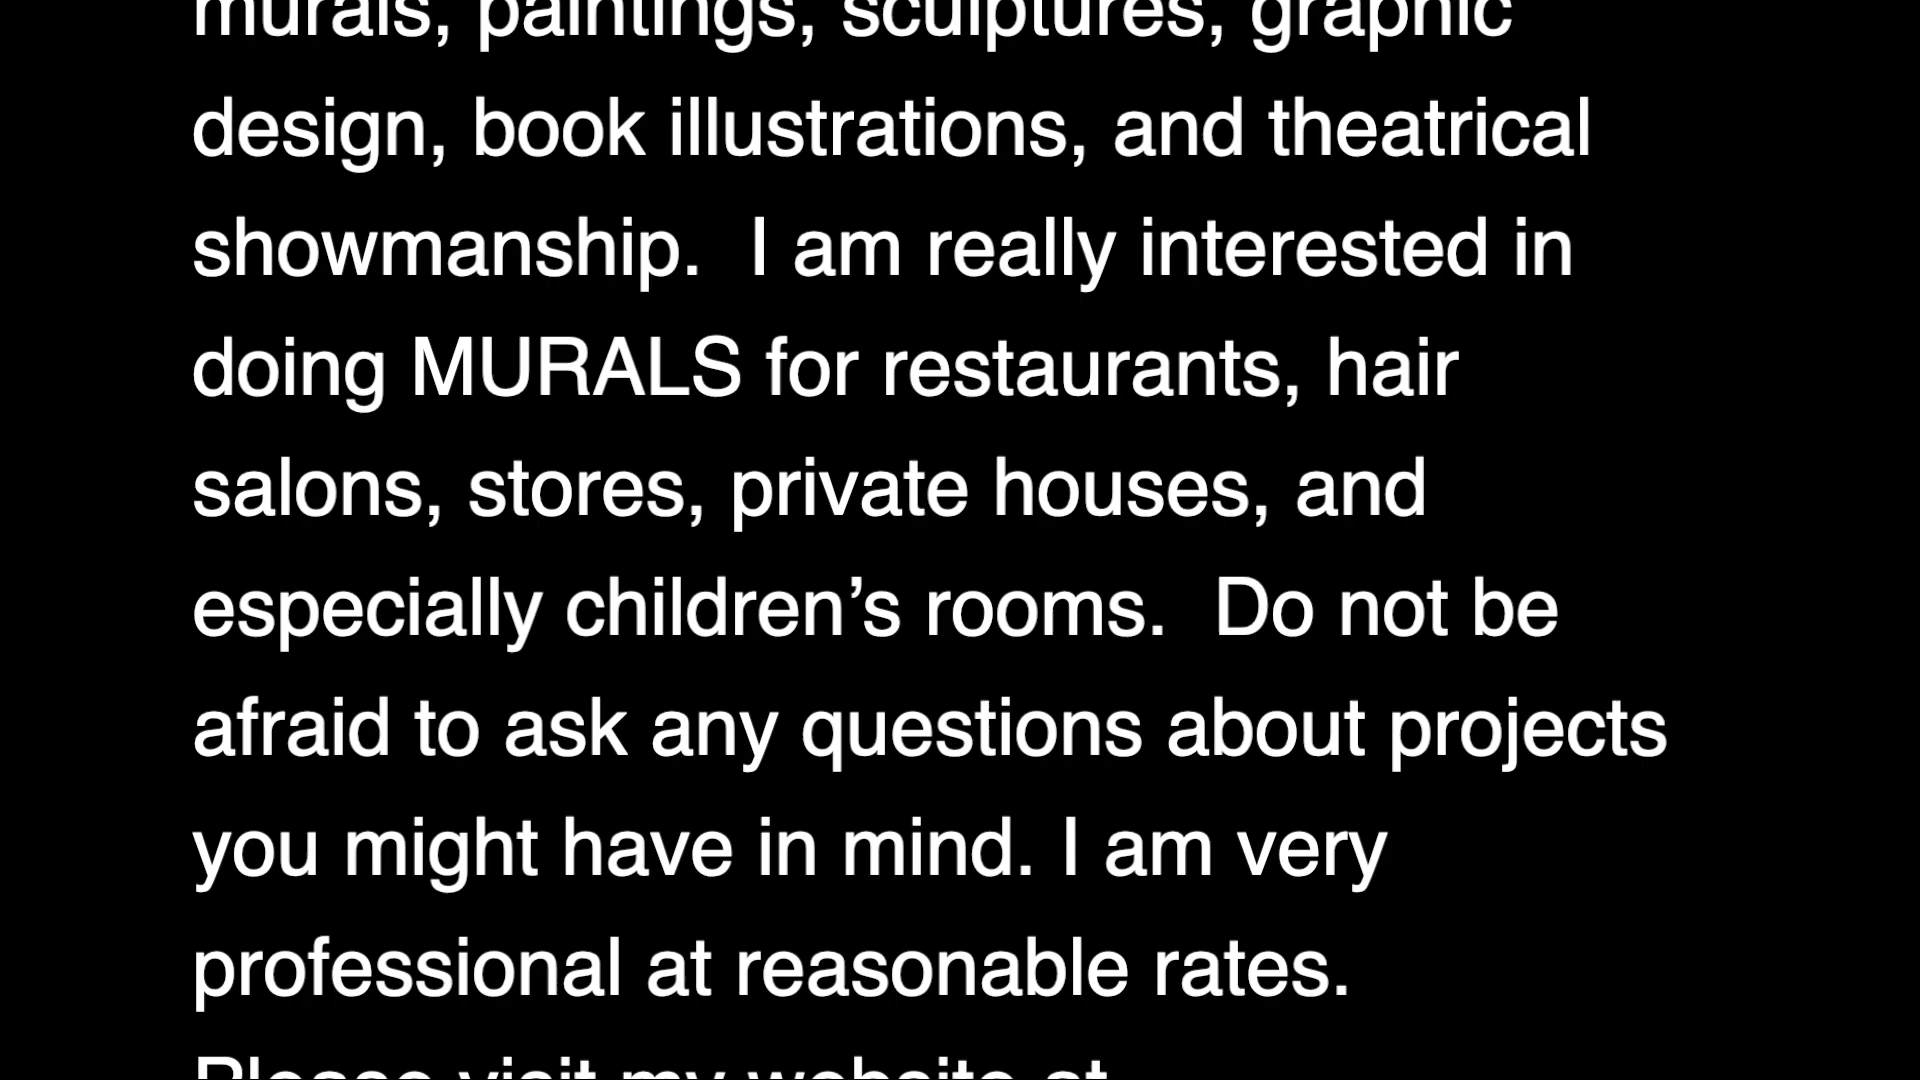 murals, paintings, sculptures, graphic
design, book illustrations, and theatrical
showmanship.  I am really interested in
doing MURALS for restaurants, hair
salons, stores, private houses, and
especially children’s rooms.  Do not be
afraid to ask any questions about projects
you might have in mind. I am very
professional at reasonable rates.
Please visit my website at